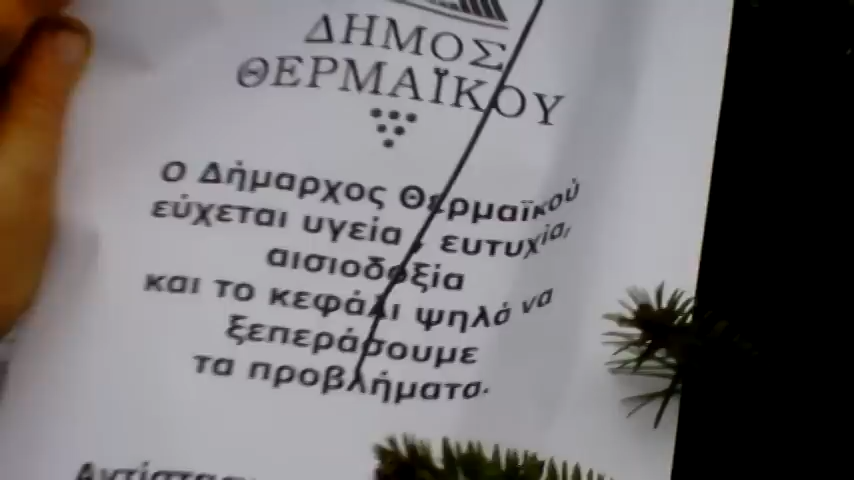 ΔΗΜΟΣ
ΘΕΡΜΑΪΚΟΥ
Ο Δήμαρχος Θερμαϊκού
εύχεται υγεία , ευτυχία,
αισιοδοξία
και το κεφάλι ψηλά να
ξεπεράσουμε
τα προβλήματα.